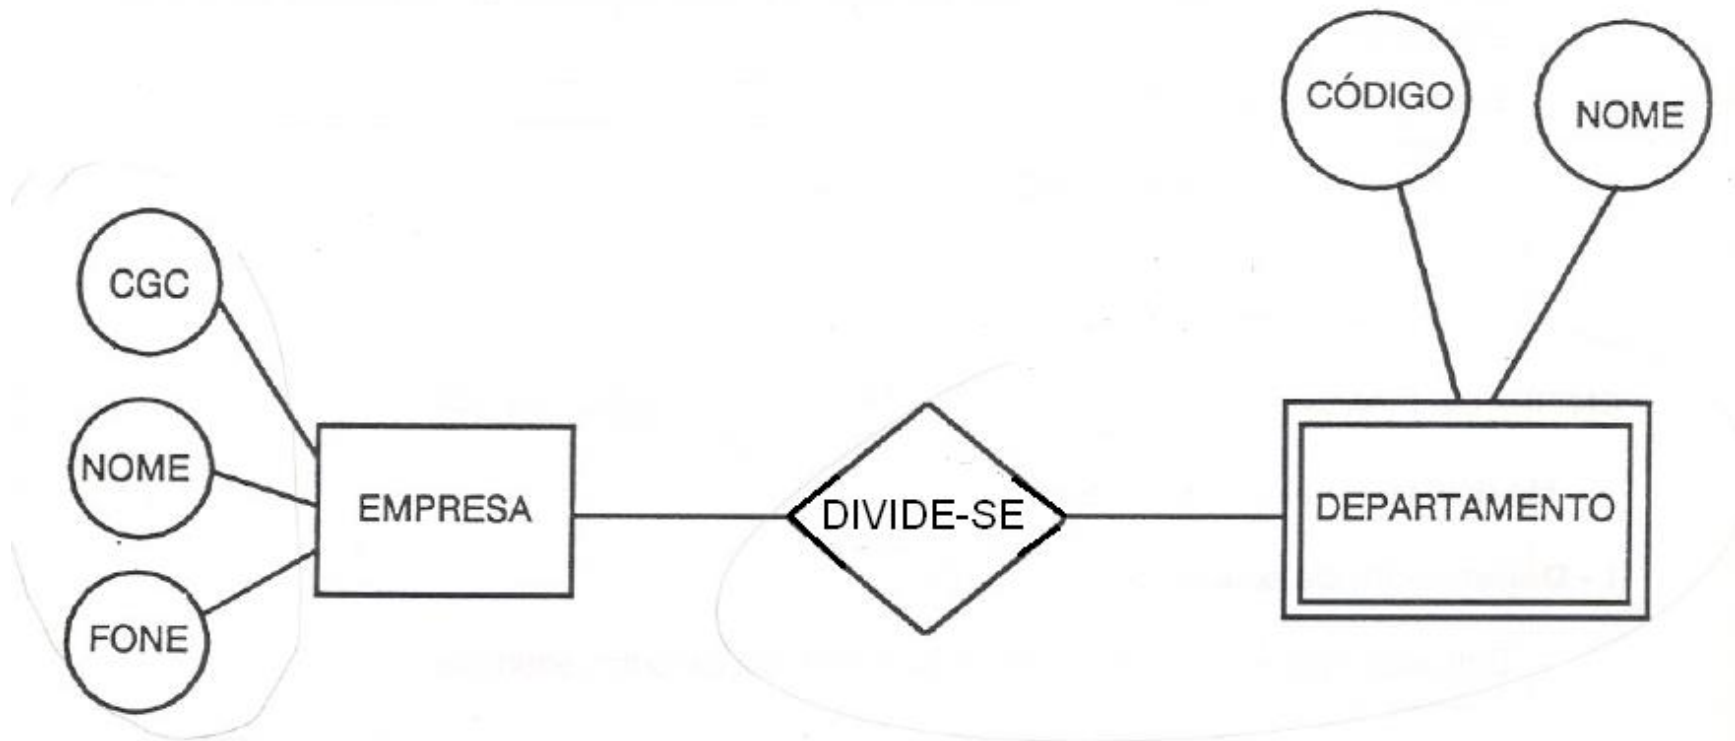 CÓDIGO
NOME
CGC
NOME
FONE
EMPRESA
DIVIDE-SE
DEPARTAMENTO